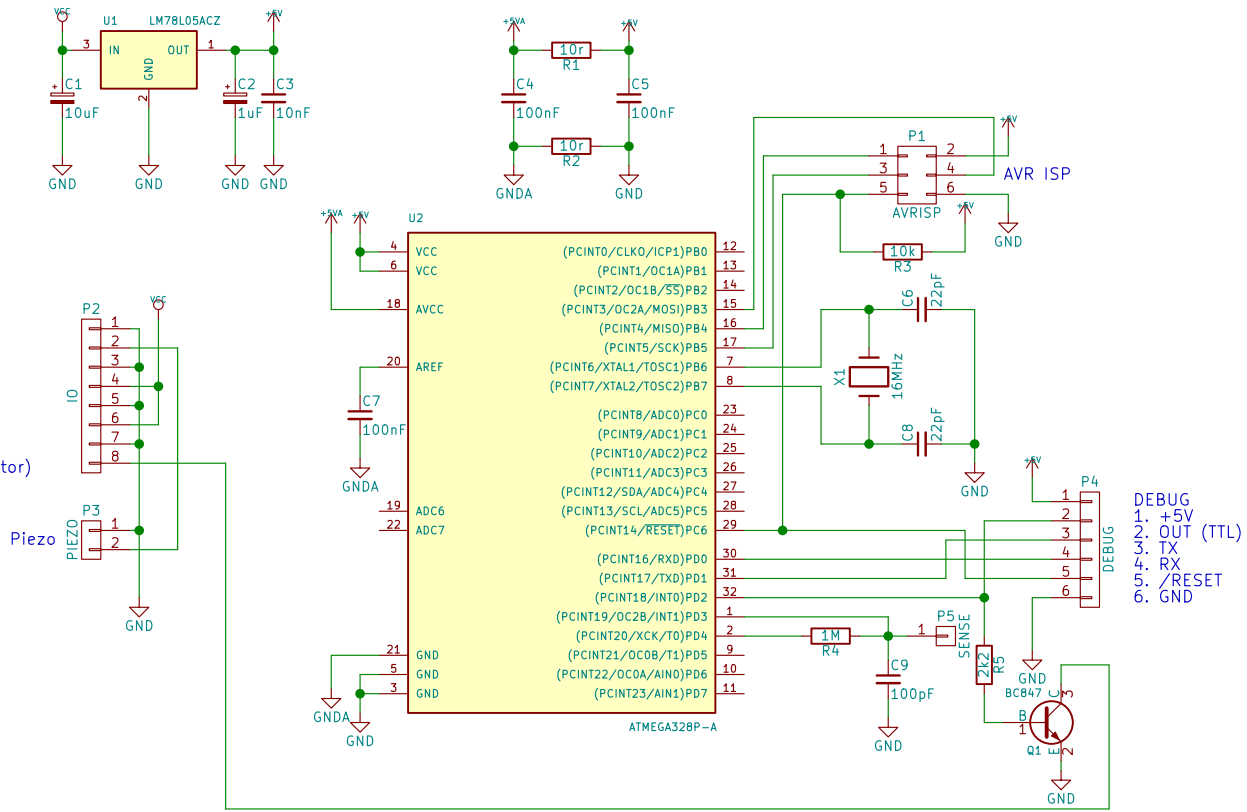 VCC
U1 LM78L05ACZ
+5V
3 IN OUT 1
GND
2
C1
10uF
C2
1uF
C3
10nF
GND
GND
GND
GND
+5VA
+5V
10r
R1
C4
100nF
C5
100nF
10r
R2
GNDA
GND
P1
+5V
1 2
3 4
5 6
AVRISP
AVR ISP
+5V
GND
10k
R3
+5VA
+5V
U2
4 VCC
6 VCC
18 AVCC
20 AREF
19 ADC6
22 ADC7
21 GND
5 GND
3 GND
(PCINT0/CLKO/ICP1)PB0 12
(PCINT1/OC1A)PB1 13
(PCINT2/OC1B/SS)PB2 14
(PCINT3/OC2A/MOSI)PB3 15
(PCINT4/MISO)PB4 16
(PCINT5/SCK)PB5 17
(PCINT6/XTAL1/TOSC1)PB6 7
(PCINT7/XTAL2/TOSC2)PB7 8
(PCINT8/ADC0)PC0 23
(PCINT9/ADC1)PC1 24
(PCINT10/ADC2)PC2 25
(PCINT11/ADC3)PC3 26
(PCINT12/SDA/ADC4)PC4 27
(PCINT13/SCL/ADC5)PC5 28
(PCINT14/RESET)PC6 29
(PCINT16/RXD)PD0 30
(PCINT17/TXD)PD1 31
(PCINT18/INT0)PD2 32
(PCINT19/OC2B/INT1)PD3 1
(PCINT20/XCK/T0)PD4 2
(PCINT21/OC0B/T1)PD5 9
(PCINT22/OC0A/AIN0)PD6 10
(PCINT23/AIN1)PD7 11
ATMEGA328P-A
C7
100nF
GNDA
GNDA
GND
P2
VCC
1
2
3
4
5
6
7
8
IO
tor)
P3
1
2
PIEZO
Piezo
GND
C6
22pF
X1
16MHz
C8
22pF
GND
+5V
P4
1
2
3
4
5
6
DEBUG
DEBUG
1. +5V
2. OUT (TTL)
3. TX
4. RX
5. /RESET
6. GND
GND
1M
R4
P5
1
SENSE
C9
100pF
GND
2k2
R5
BC847
C
3
B
1
E
2
Q1
GND